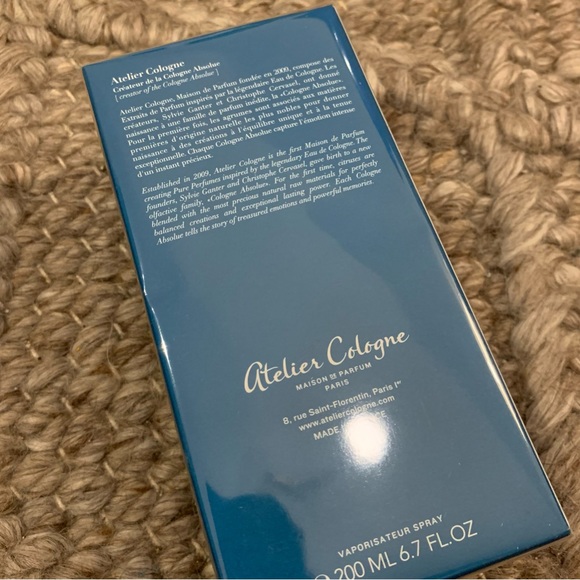 Atelier Cologne
Créateur de la Cologne Absolue
[ creator of the Cologne Absolue ]
Atelier Cologne, Maison de Parfum fondée en 2009, compose des
Extraits de Parfum inspirés par la légendaire Eau de Cologne. Les
créateurs, Sylvie Ganter et Christophe Cervasel, ont donné
naissance à une famille de parfum inédite, la «Cologne Absolue».
Pour la première fois, les agrumes sont associés aux matières
premières d'origine naturelle les plus nobles pour donner
naissance à des créations à l'équilibre unique et à la tenue
exceptionnelle. Chaque Cologne Absolue capture l'émotion intense
d'un instant précieux.
Established in 2009, Atelier Cologne is the first Maison de Parfum
creating Pure Perfumes inspired by the legendary Eau de Cologne. The
founders, Sylvie Ganter and Christophe Cervasel, gave birth to a new
olfactive family, «Cologne Absolue». For the first time, citruses are
blended with the most precious natural raw materials for perfectly
balanced creations and exceptional lasting power. Each Cologne
Absolue tells the story of treasured emotions and powerful memories.
Atelier Cologne
MAISON DE PARFUM
PARIS
8, rue Saint-Florentin, Paris 1er
www.ateliercologne.com
MADE IN FRANCE
VAPORISATEUR SPRAY
200 ML 6.7 FL.OZ